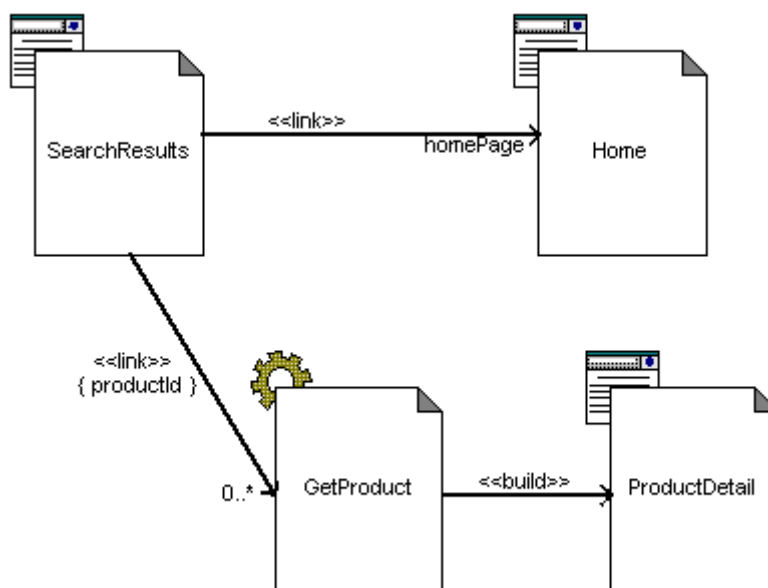 <<link>>
homePage
SearchResults
Home
<<link>>
{ productId }
0..*
GetProduct
<<build>>
ProductDetail